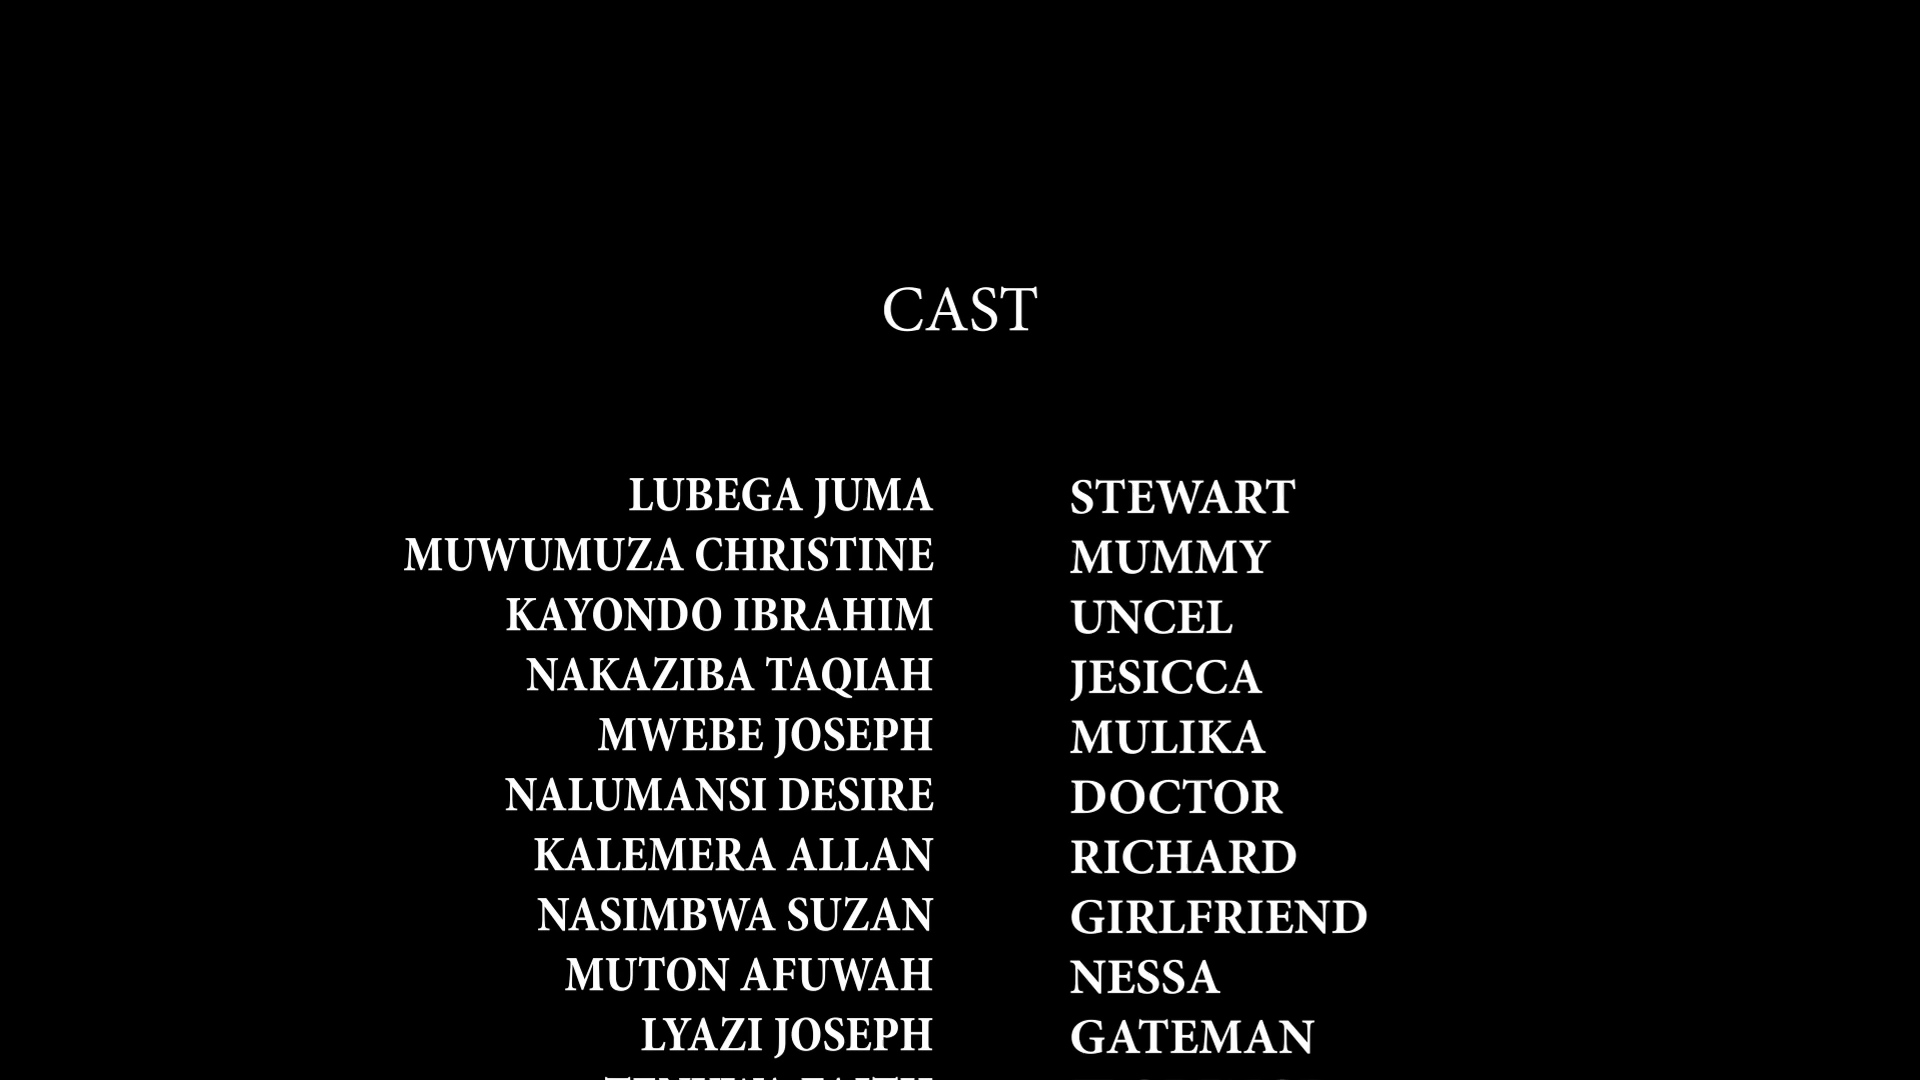 CAST
LUBEGA JUMA STEWART
MUWUMUZA CHRISTINE MUMMY
KAYONDO IBRAHIM UNCEL
NAKAZIBA TAQIAH JESICCA
MWEBE JOSEPH MULIKA
NALUMANSI DESIRE DOCTOR
KALEMERA ALLAN RICHARD
NASIMBWA SUZAN GIRLFRIEND
MUTON AFUWAH NESSA
LYAZI JOSEPH GATEMAN